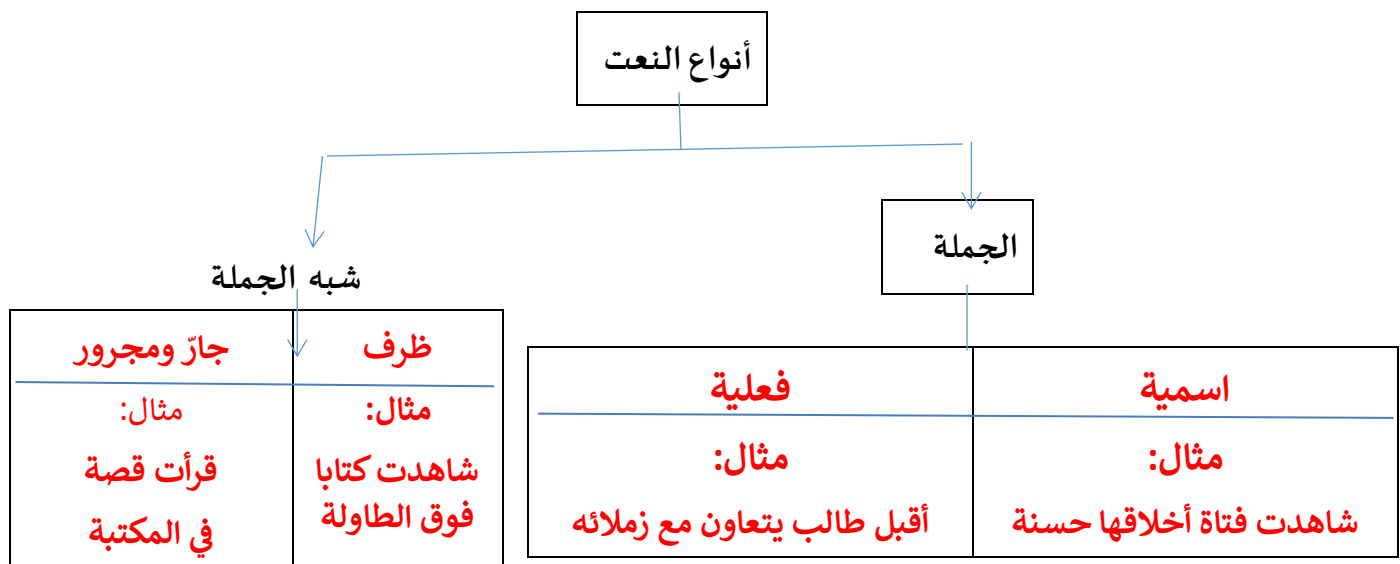 أنواع النعت
الجملة
اسمية
مثال:
شاهدت فتاة أخلاقها حسنة
فعلية
مثال:
أقبل طالب يتعاون مع زملائه
شبه الجملة
ظرف
مثال:
شاهدت كتابا
فوق الطاولة
جارّ ومجرور
مثال:
قرأت قصة
في المكتبة